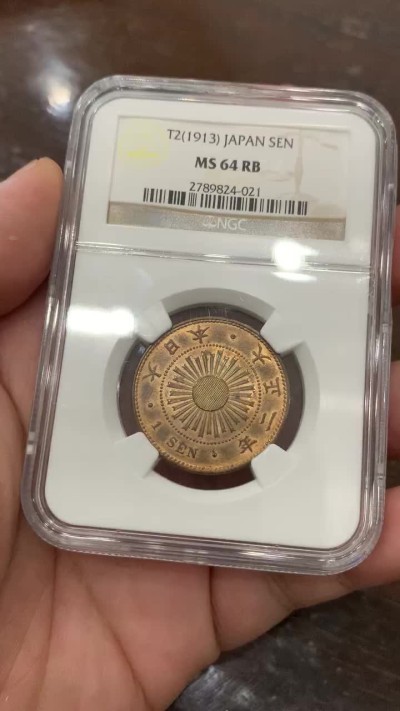 T2(1913) JAPAN SEN
MS 64 RB
2789824-021
NGC
大日本
大正二年
1 SEN